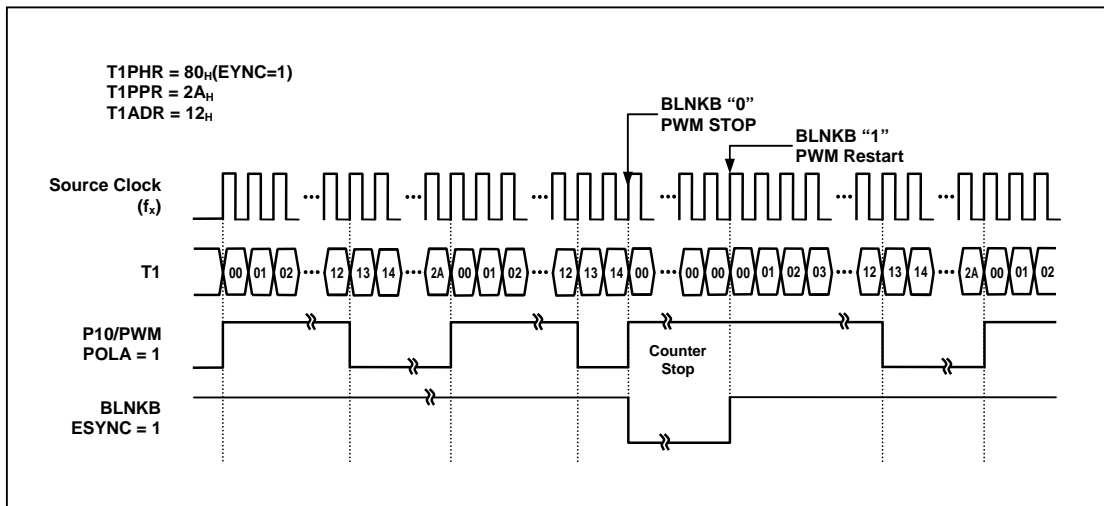 T1PHR = 80H(EYNC=1)
T1PPR = 2AH
T1ADR = 12H
BLNKB “0”
PWM STOP
BLNKB “1”
PWM Restart
Source Clock
(fx)
T1
00 01 02 ••• 12 13 14 ••• 2A 00 01 02 ••• 12 13 14 00 ••• 00 00 00 01 02 03 ••• 12 13 14 ••• 2A 00 01 02
P10/PWM
POLA = 1
Counter
Stop
BLNKB
ESYNC = 1